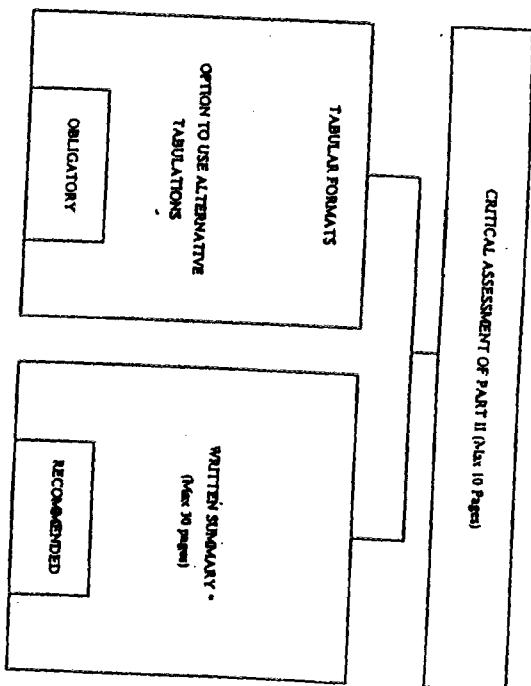 CRITICAL ASSESSMENT OF PART II (Max 10 Pages)
TABULAR FORMATS
OPTION TO USE ALTERNATIVE
TABULATIONS
OBLIGATORY
WRITTEN SUMMARY *
(Max 30 pages)
RECOMMENDED